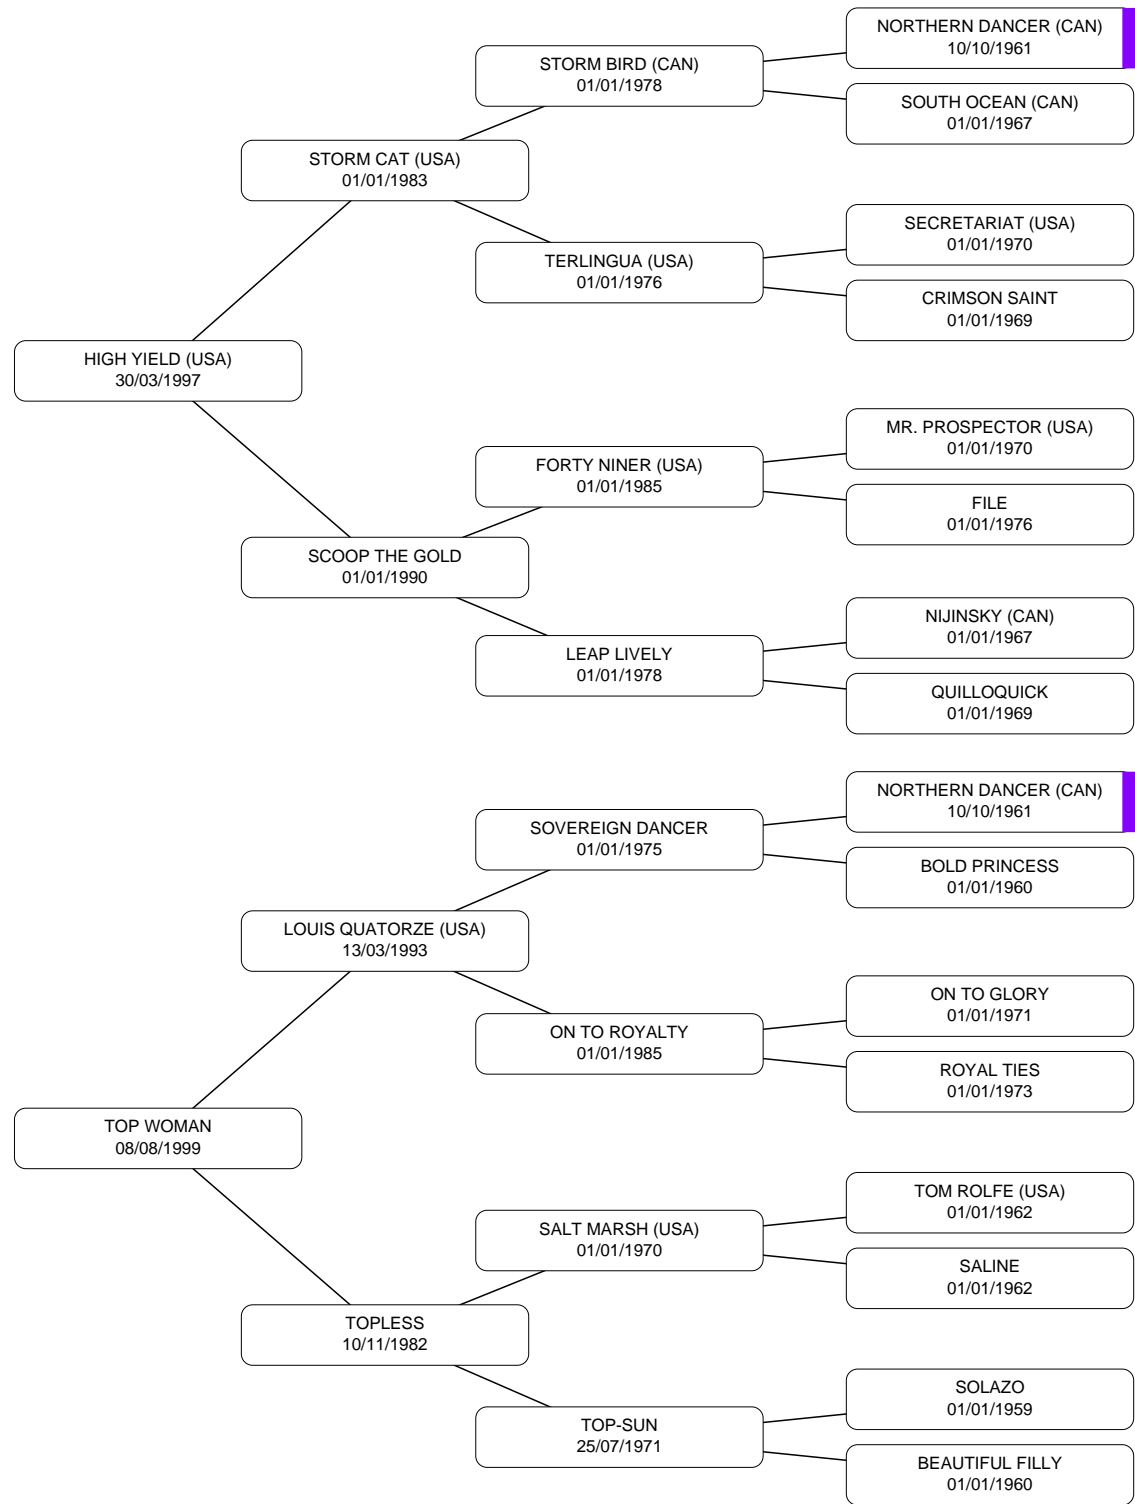 NORTHERN DANCER (CAN)
10/10/1961
STORM BIRD (CAN)
01/01/1978
SOUTH OCEAN (CAN)
01/01/1967
STORM CAT (USA)
01/01/1983
SECRETARIAT (USA)
01/01/1970
TERLINGUA (USA)
01/01/1976
CRIMSON SAINT
01/01/1969
HIGH YIELD (USA)
30/03/1997
MR. PROSPECTOR (USA)
01/01/1970
FORTY NINER (USA)
01/01/1985
FILE
01/01/1976
SCOOP THE GOLD
01/01/1990
NIJINSKY (CAN)
01/01/1967
LEAP LIVELY
01/01/1978
QUILLOQUICK
01/01/1969
NORTHERN DANCER (CAN)
10/10/1961
SOVEREIGN DANCER
01/01/1975
BOLD PRINCESS
01/01/1960
LOUIS QUATORZE (USA)
13/03/1993
ON TO GLORY
01/01/1971
ON TO ROYALTY
01/01/1985
ROYAL TIES
01/01/1973
TOP WOMAN
08/08/1999
TOM ROLFE (USA)
01/01/1962
SALT MARSH (USA)
01/01/1970
SALINE
01/01/1962
TOPLESS
10/11/1982
SOLAZO
01/01/1959
TOP-SUN
25/07/1971
BEAUTIFUL FILLY
01/01/1960